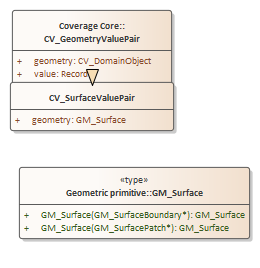 Coverage Core::
CV_GeometryValuePair
+ geometry: CV_DomainObject
+ value: Record
CV_SurfaceValuePair
+ geometry: GM_Surface
«type»
Geometric primitive::GM_Surface
+ GM_Surface(GM_SurfaceBoundary*): GM_Surface
+ GM_Surface(GM_SurfacePatch*): GM_Surface